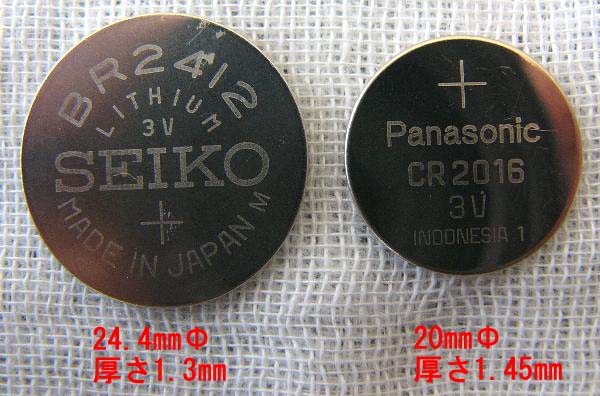 BR2412
LITHIUM
3V
SEIKO
+
MADE IN JAPAN M
+
Panasonic
CR2016
3V
INDONESIA 1
24.4mmΦ
厚さ1.3mm
20mmΦ
厚さ1.45mm